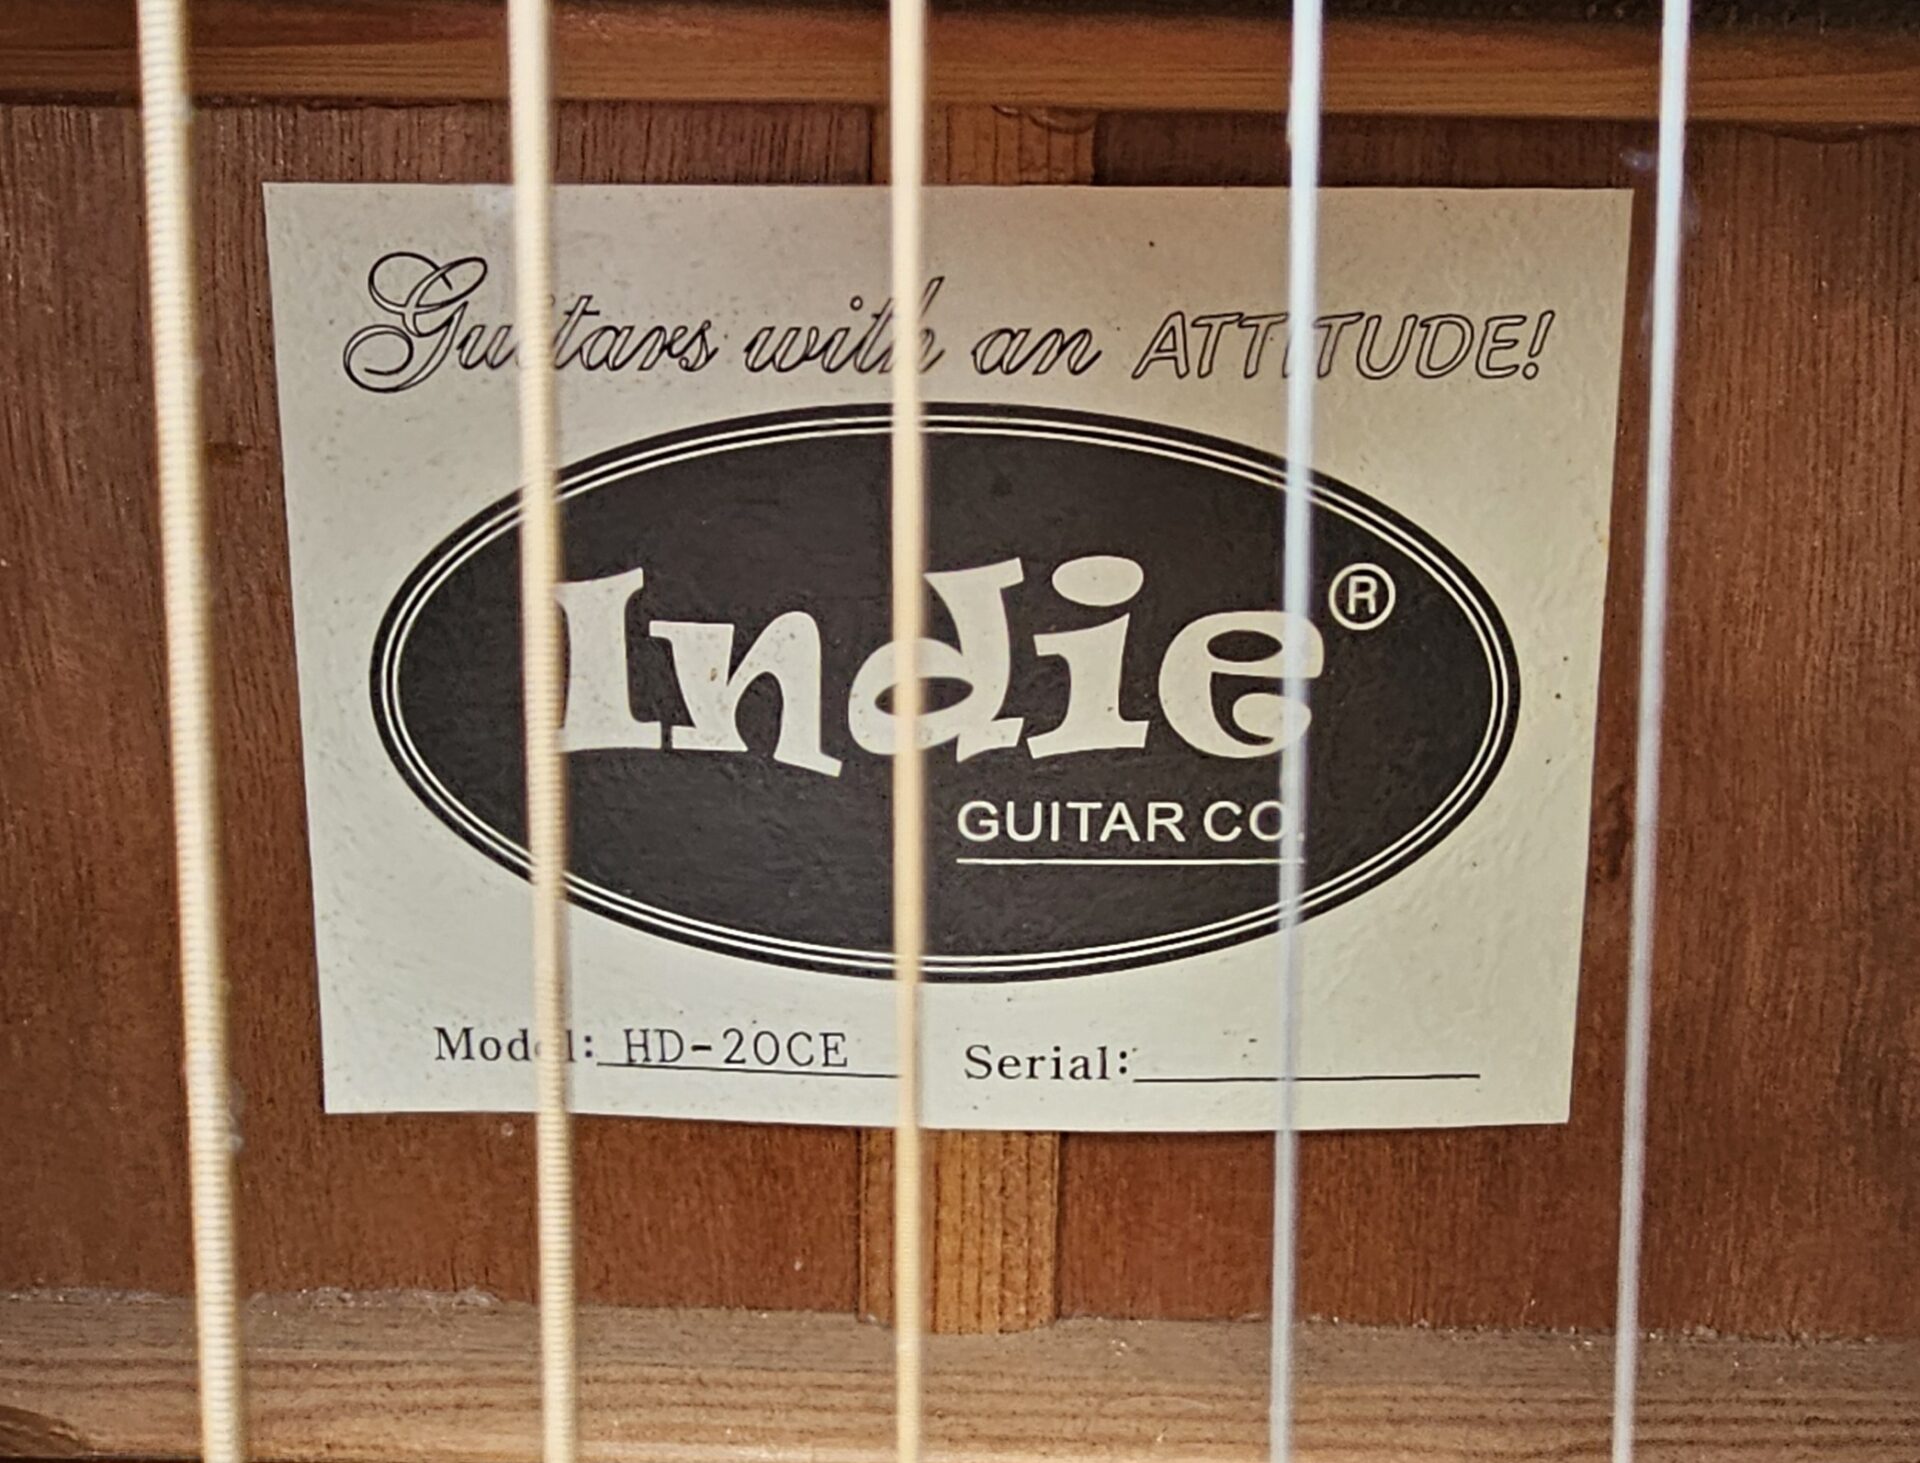 Guitars with an ATTITUDE!
Indie®
GUITAR CO.
Model: HD-20CE Serial: